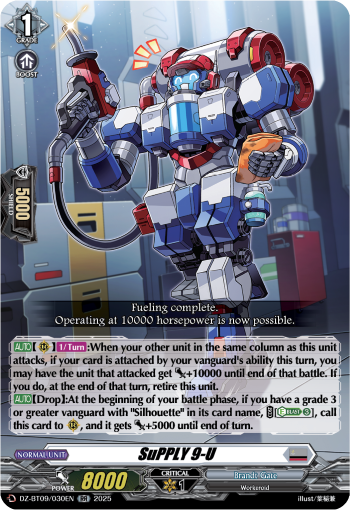 1
GRADE
BOOST
5000
SHIELD
Fueling complete.
Operating at 10000 horsepower is now possible.
AUTO【 】1/Turn:When your other unit in the same column as this unit
attacks, if your card is attached by your vanguard's ability this turn, you
may have the unit that attacked get +10000 until end of that battle. If
you do, at the end of that turn, retire this unit.
AUTO【Drop】:At the beginning of your battle phase, if you have a grade 3
or greater vanguard with "Silhouette" in its card name, [ BLAST ], call
this card to , and it gets +5000 until end of turn.
〈NORMAL UNIT〉
SuPPLY 9-U
Brandt Gate
Workeroid
POWER
8000
CRITICAL
1
DZ-BT09/030EN RR 2025
illust/葉桜兼